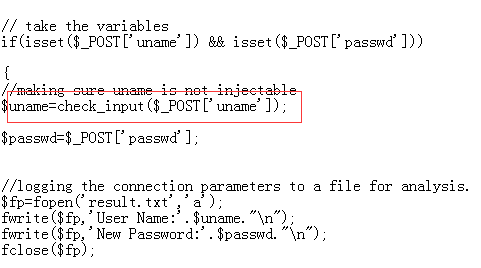 // take the variables
if(isset($_POST['uname']) && isset($_POST['passwd']))
{
//making sure uname is not injectable
$uname=check_input($_POST['uname']);
$passwd=$_POST['passwd'];
//logging the connection parameters to a file for analysis.
$fp=fopen('result.txt','a');
fwrite($fp,'User Name:'.$uname."\n");
fwrite($fp,'New Password:'.$passwd."\n");
fclose($fp);